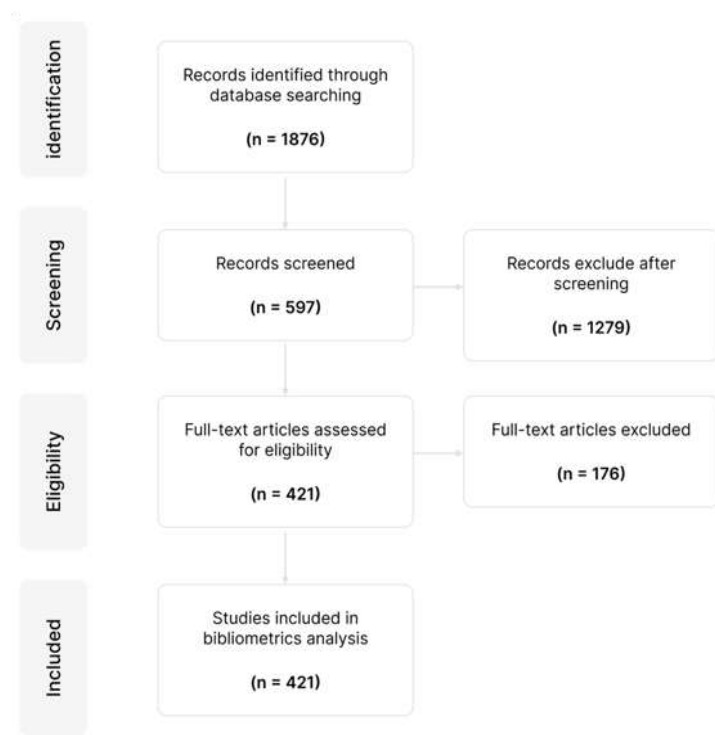 identification
Records identified through
database searching
(n = 1876)
Screening
Records screened
(n = 597)
Records exclude after
screening
(n = 1279)
Eligibility
Full-text articles assessed
for eligibility
(n = 421)
Full-text articles excluded
(n = 176)
Included
Studies included in
bibliometrics analysis
(n = 421)